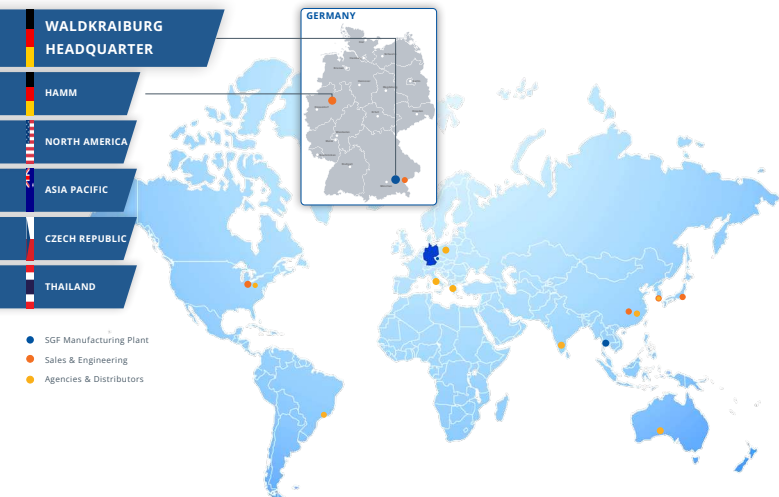 WALDKRAIBURG
HEADQUARTER
HAMM
NORTH AMERICA
ASIA PACIFIC
CZECH REPUBLIC
THAILAND
GERMANY
SGF Manufacturing Plant
Sales & Engineering
Agencies & Distributors